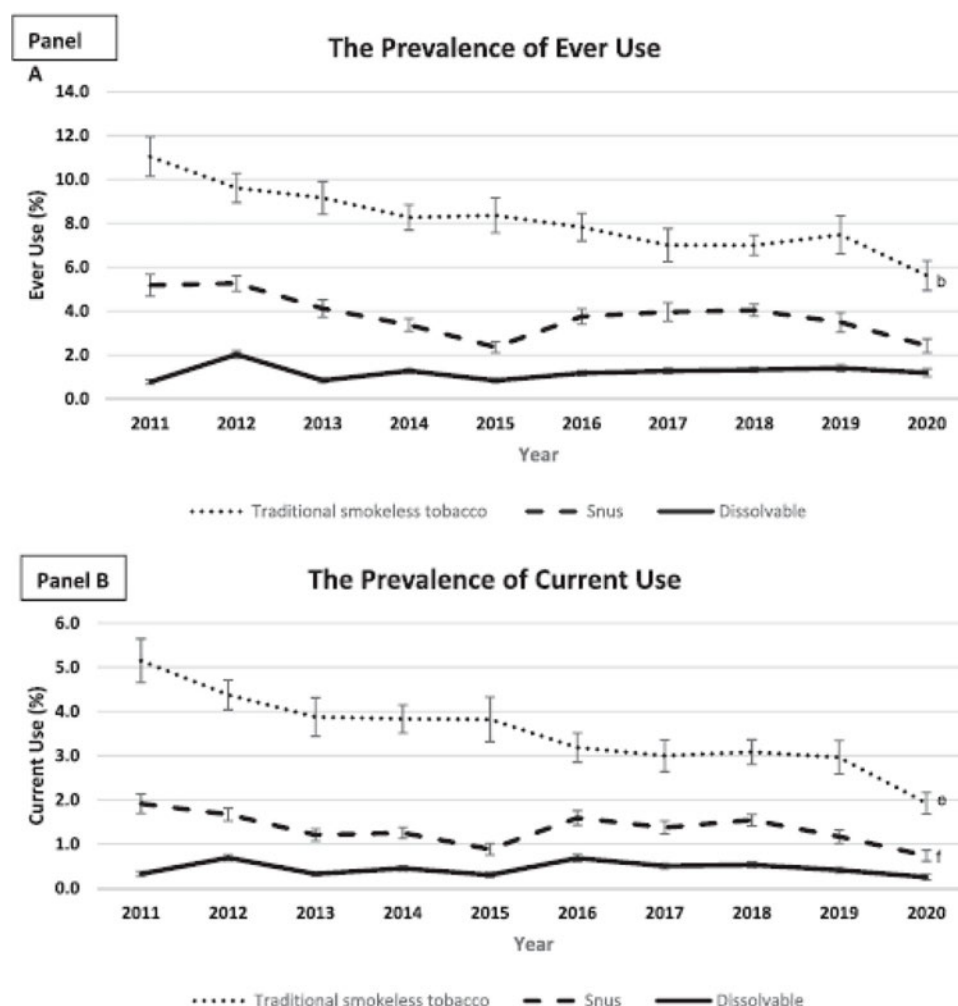 Panel
A
The Prevalence of Ever Use
14.0
12.0
10.0
8.0
6.0
4.0
2.0
0.0
Ever Use (%)
b
2011 2012 2013 2014 2015 2016 2017 2018 2019 2020
Year
Traditional smokeless tobacco Snus Dissolvable
Panel B
The Prevalence of Current Use
6.0
5.0
4.0
3.0
2.0
1.0
0.0
Current Use (%)
e
f
2011 2012 2013 2014 2015 2016 2017 2018 2019 2020
Year
Traditional smokeless tobacco Snus Dissolvable